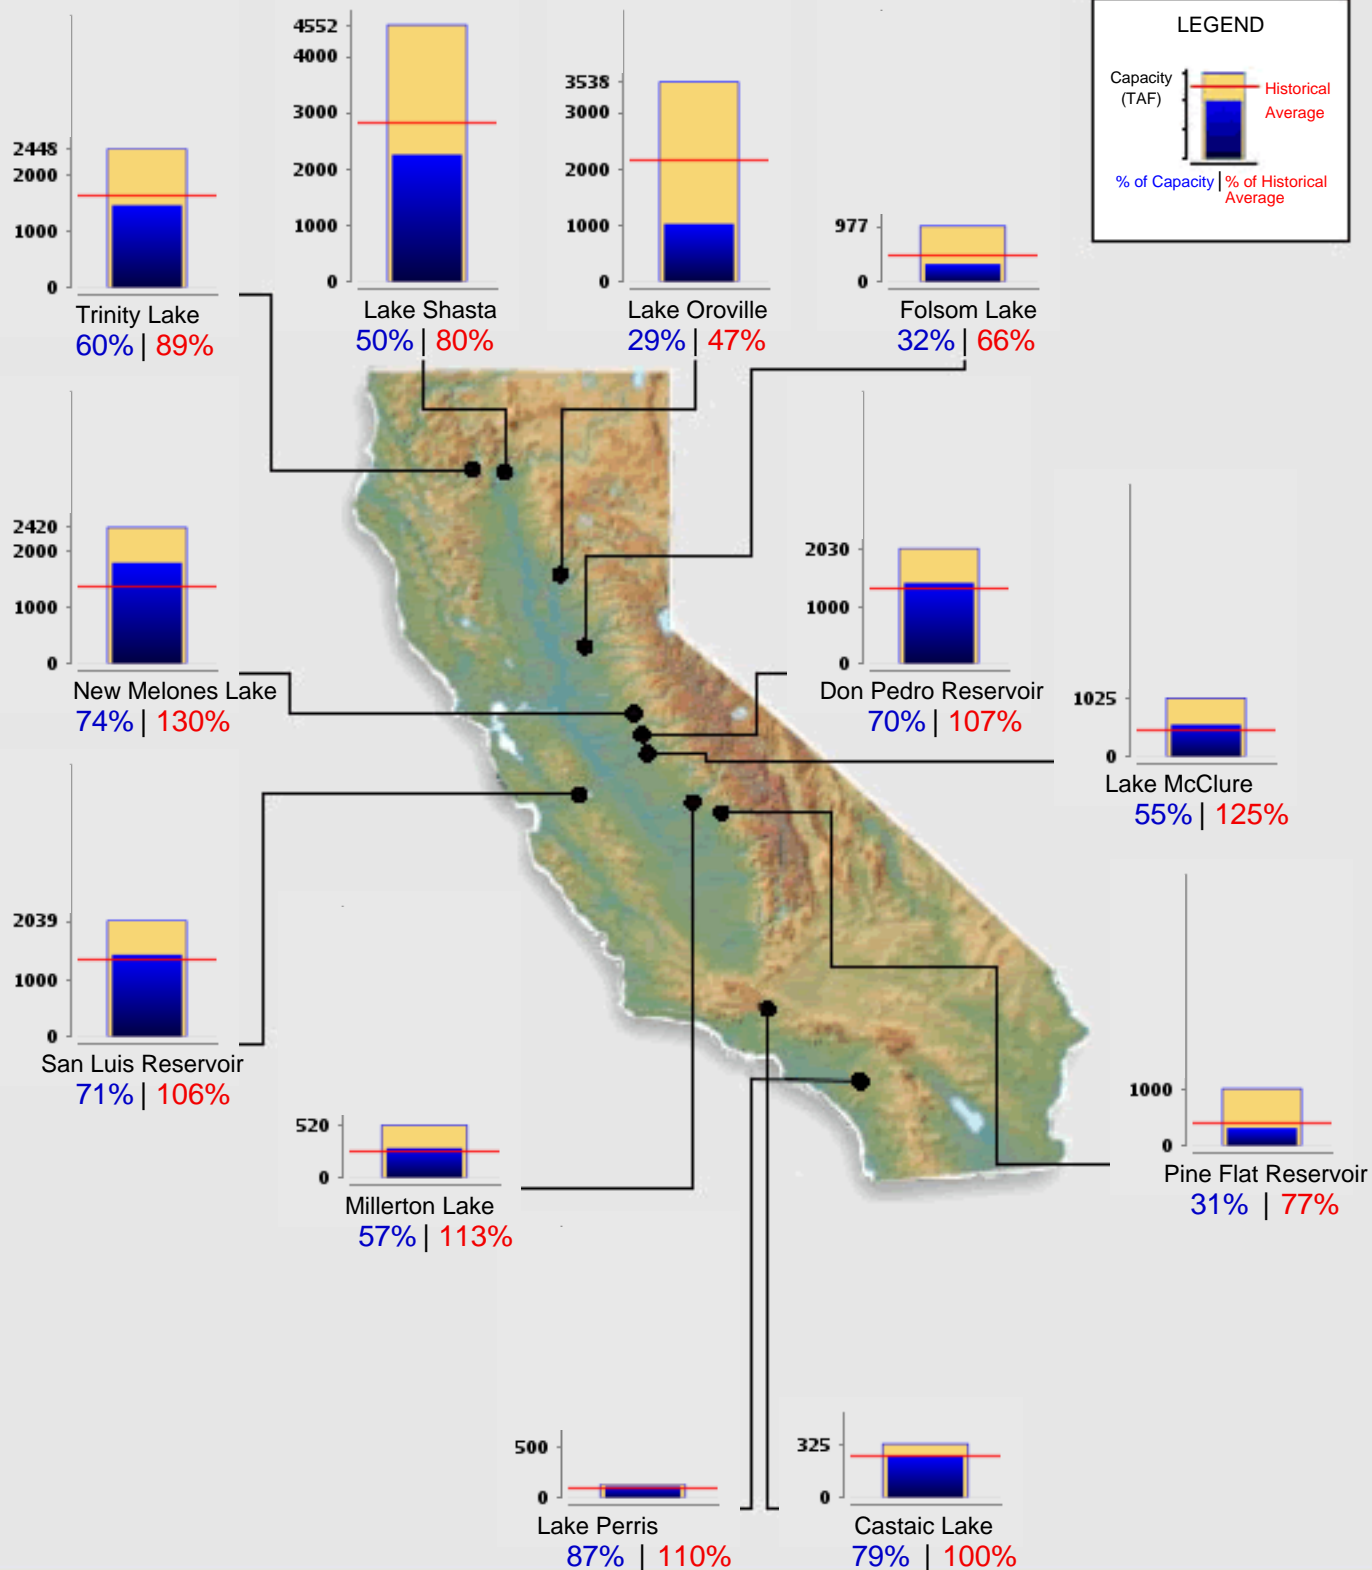 4552
4000
3000
2000
1000
0
Lake Shasta
50% | 80%
3538
3000
2000
1000
0
Lake Oroville
29% | 47%
LEGEND
Capacity
(TAF)
Historical
Average
% of Capacity | % of Historical
Average
2448
2000
1000
0
Trinity Lake
60% | 89%
977
0
Folsom Lake
32% | 66%
2420
2000
1000
0
New Melones Lake
74% | 130%
2030
1000
0
Don Pedro Reservoir
70% | 107%
1025
0
Lake McClure
55% | 125%
2039
1000
0
San Luis Reservoir
71% | 106%
520
0
Millerton Lake
57% | 113%
1000
0
Pine Flat Reservoir
31% | 77%
500
0
Lake Perris
87% | 110%
325
0
Castaic Lake
79% | 100%